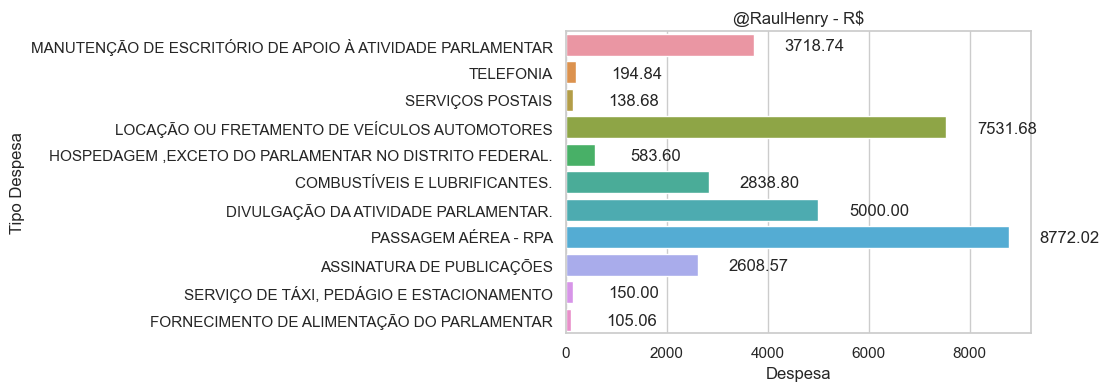 @RaulHenry - R$
MANUTENÇÃO DE ESCRITÓRIO DE APOIO À ATIVIDADE PARLAMENTAR 3718.74
TELEFONIA 194.84
SERVIÇOS POSTAIS 138.68
LOCAÇÃO OU FRETAMENTO DE VEÍCULOS AUTOMOTORES 7531.68
HOSPEDAGEM ,EXCETO DO PARLAMENTAR NO DISTRITO FEDERAL. 583.60
COMBUSTÍVEIS E LUBRIFICANTES. 2838.80
DIVULGAÇÃO DA ATIVIDADE PARLAMENTAR. 5000.00
PASSAGEM AÉREA - RPA 8772.02
ASSINATURA DE PUBLICAÇÕES 2608.57
SERVIÇO DE TÁXI, PEDÁGIO E ESTACIONAMENTO 150.00
FORNECIMENTO DE ALIMENTAÇÃO DO PARLAMENTAR 105.06
Tipo Despesa
0 2000 4000 6000 8000
Despesa